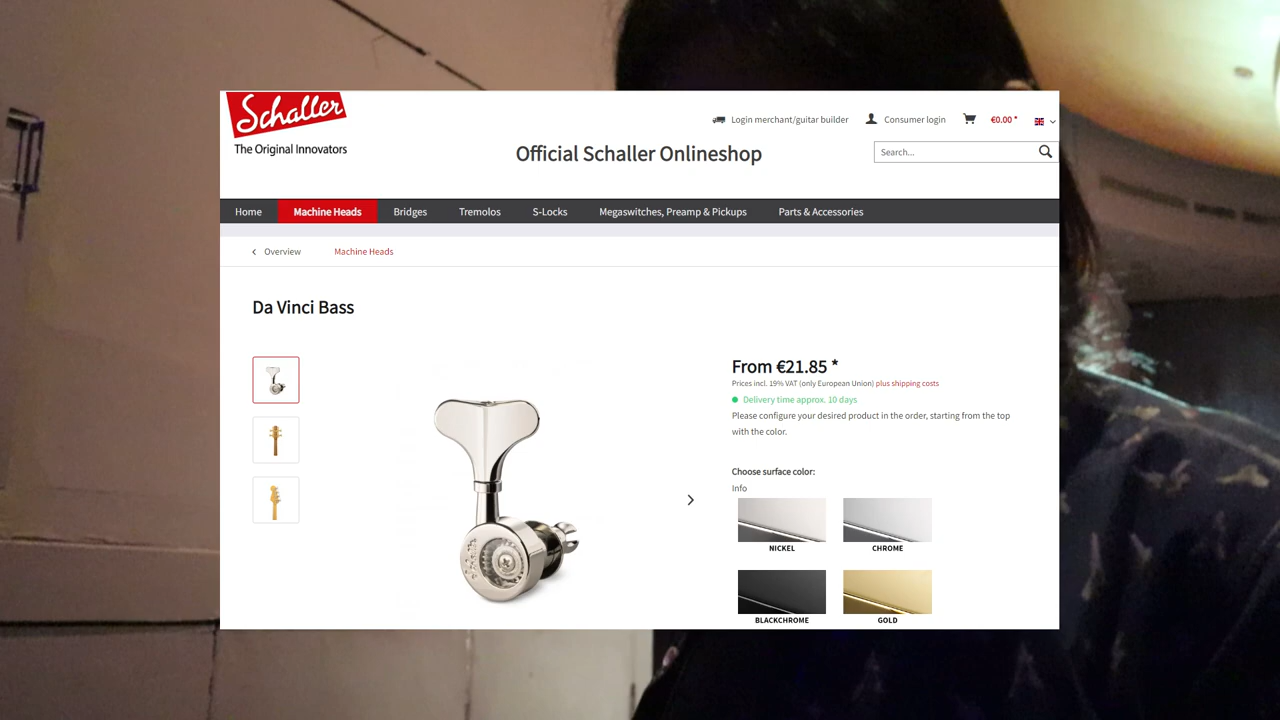 Schaller
The Original Innovators
Login merchant/guitar builder
Consumer login
€0.00 *
Official Schaller Onlineshop
Search...
Home Machine Heads Bridges Tremolos S-Locks Megaswitches, Preamp & Pickups Parts & Accessories
Overview Machine Heads
Da Vinci Bass
From €21.85 *
Prices incl. 19% VAT (only European Union) plus shipping costs
Delivery time approx. 10 days
Please configure your desired product in the order, starting from the top
with the color.
Choose surface color:
Info
NICKEL CHROME
BLACKCHROME GOLD